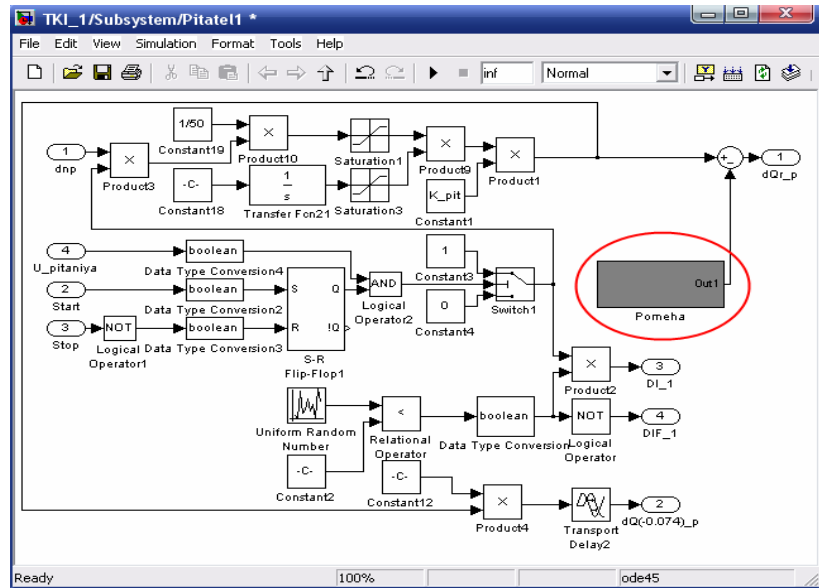 TKI_1/Subsystem/Pitatel1 *
File Edit View Simulation Format Tools Help
inf Normal
1/50
Constant19
1
dnp
Product3
Product10
Saturation1
Product9
Product1
1
dQr_p
-C-
Constant18
1
s
Transfer Fcn21
Saturation3
K_pit
Constant1
4
U_pitaniya
boolean
Data Type Conversion4
1
Constant3
2
Start
boolean
Data Type Conversion2
S Q
R !Q
S-R
Flip-Flop1
AND
Logical
Operator2
0
Constant4
Switch1
Out1
Pomeha
3
Stop
NOT
Logical
Operator1
boolean
Data Type Conversion3
Product2
3
DI_1
Uniform Random
Number
<
Relational
Operator
boolean
Data Type Conversion
NOT
Logical
Operator
4
DIF_1
-C-
Constant2
-C-
Constant12
Product4
Transport
Delay2
2
dQ(-0.074)_p
Ready 100% ode45